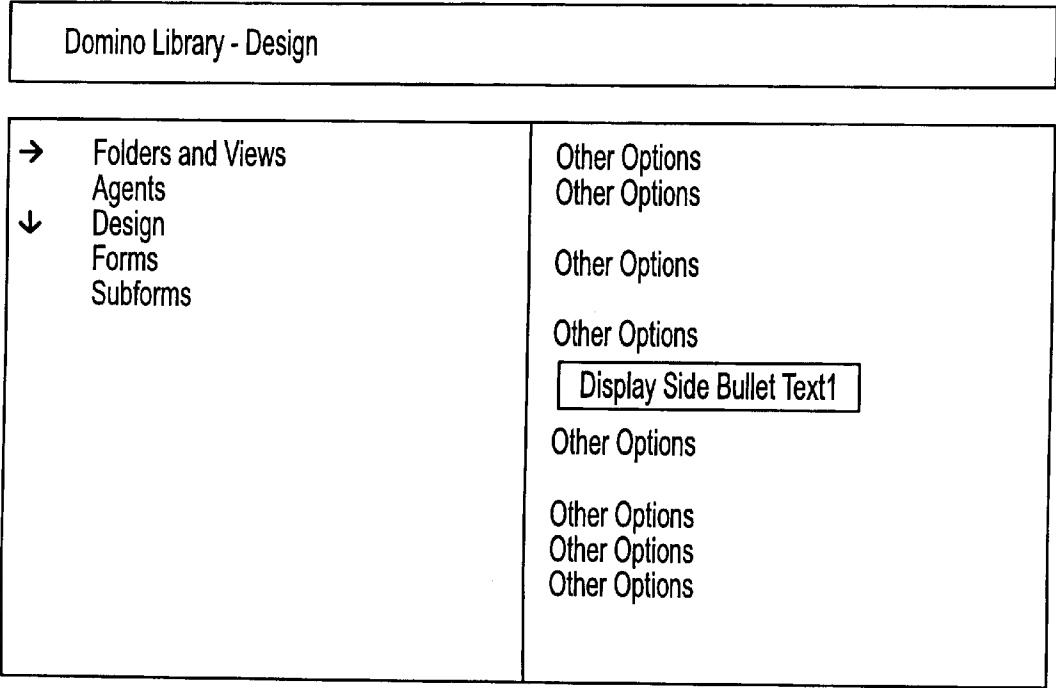 Domino Library - Design
→ Folders and Views
Agents
↓ Design
Forms
Subforms
Other Options
Other Options
Other Options
Other Options
Display Side Bullet Text1
Other Options
Other Options
Other Options
Other Options